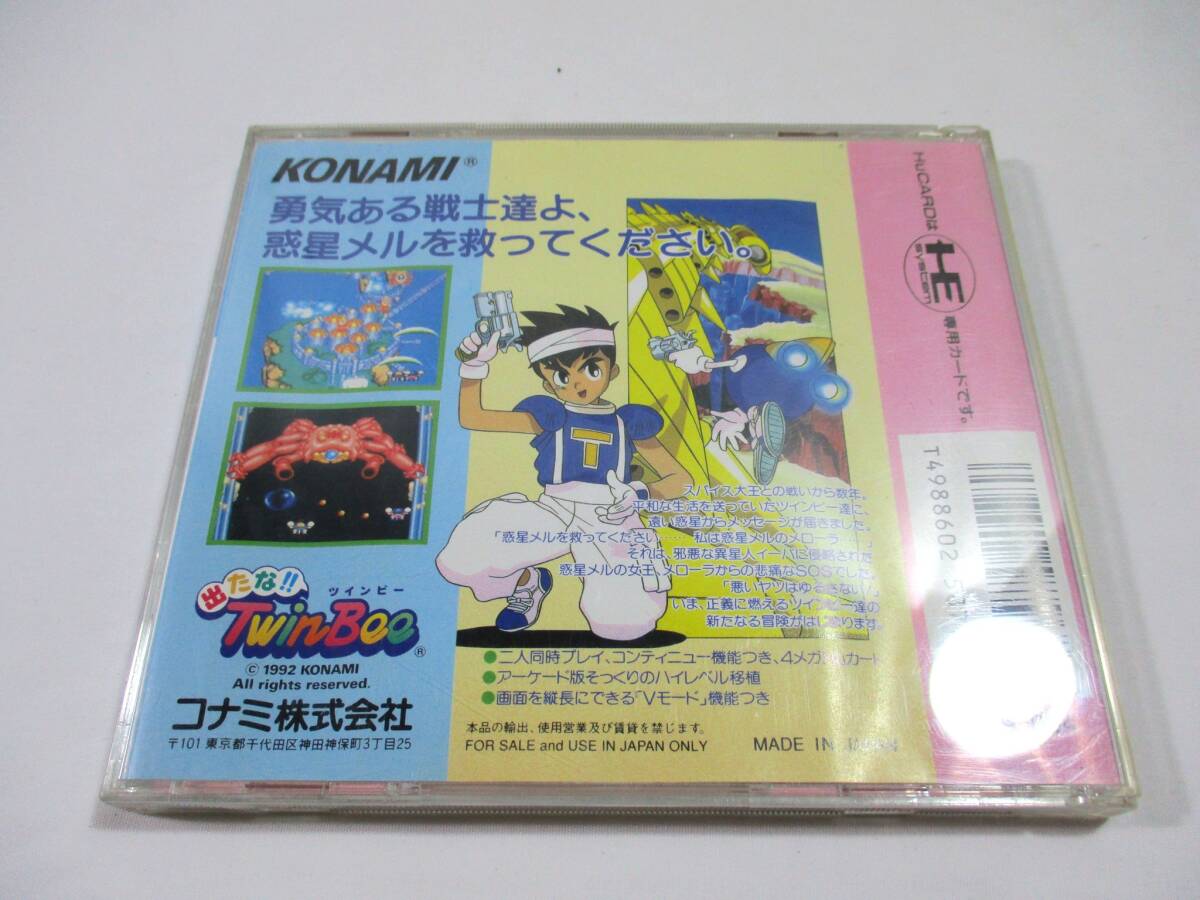 KONAMI®
勇気ある戦士達よ、
惑星メルを救ってください。
T
スパイス大王との戦いから数年。
平和な生活を送っていたツインビー達に、
遠い惑星からメッセージが届きました。
「惑星メルを救ってください…… 私は惑星メルのメローラ……」
それは、邪悪な異星人イーバに侵略された
惑星メルの女王、メローラからの悲痛なSOSでした。
「悪いヤツはゆるさない!」
いま、正義に燃えるツインビー達の
新たなる冒険がはじまります。
出たな!!
ツインビー
TwinBee®
© 1992 KONAMI
All rights reserved.
コナミ株式会社
〒101 東京都千代田区神田神保町3丁目25
●二人同時プレイ、コンティニュー機能つき、4メガ カード
●アーケード版そっくりのハイレベル移植
●画面を縦長にできる「Vモード」機能つき
本品の輸出、使用営業及び賃貸を禁じます。
FOR SALE and USE IN JAPAN ONLY
MADE IN JAPAN
HuCARDは
HE
system
専用カードです。
T4988602